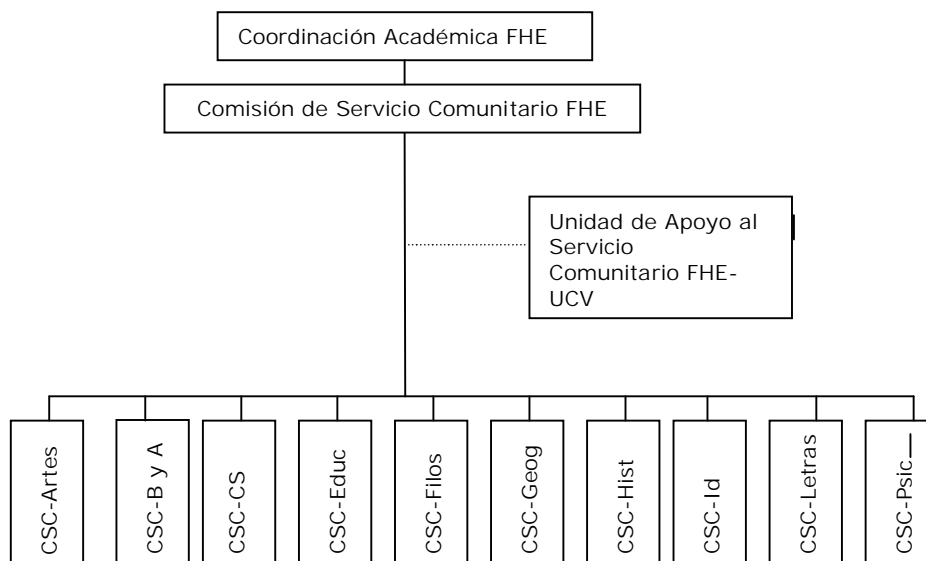 Coordinación Académica FHE
Comisión de Servicio Comunitario FHE
Unidad de Apoyo al
Servicio
Comunitario FHE-
UCV
CSC-Artes
CSC-B y A
CSC-CS
CSC-Educ
CSC-Filos
CSC-Geog
CSC-Hist
CSC-Id
CSC-Letras
CSC-Psic